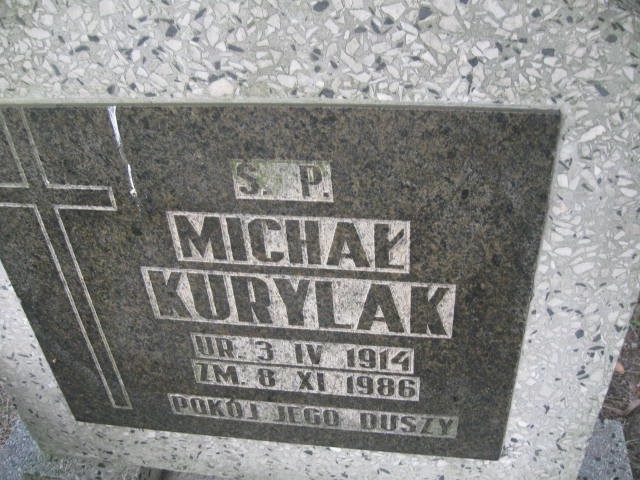 S. P.
MICHAŁ
KURYLAK
UR. 3 IV 1914
ZM. 8 XI 1986
POKÓJ JEGO DUSZY